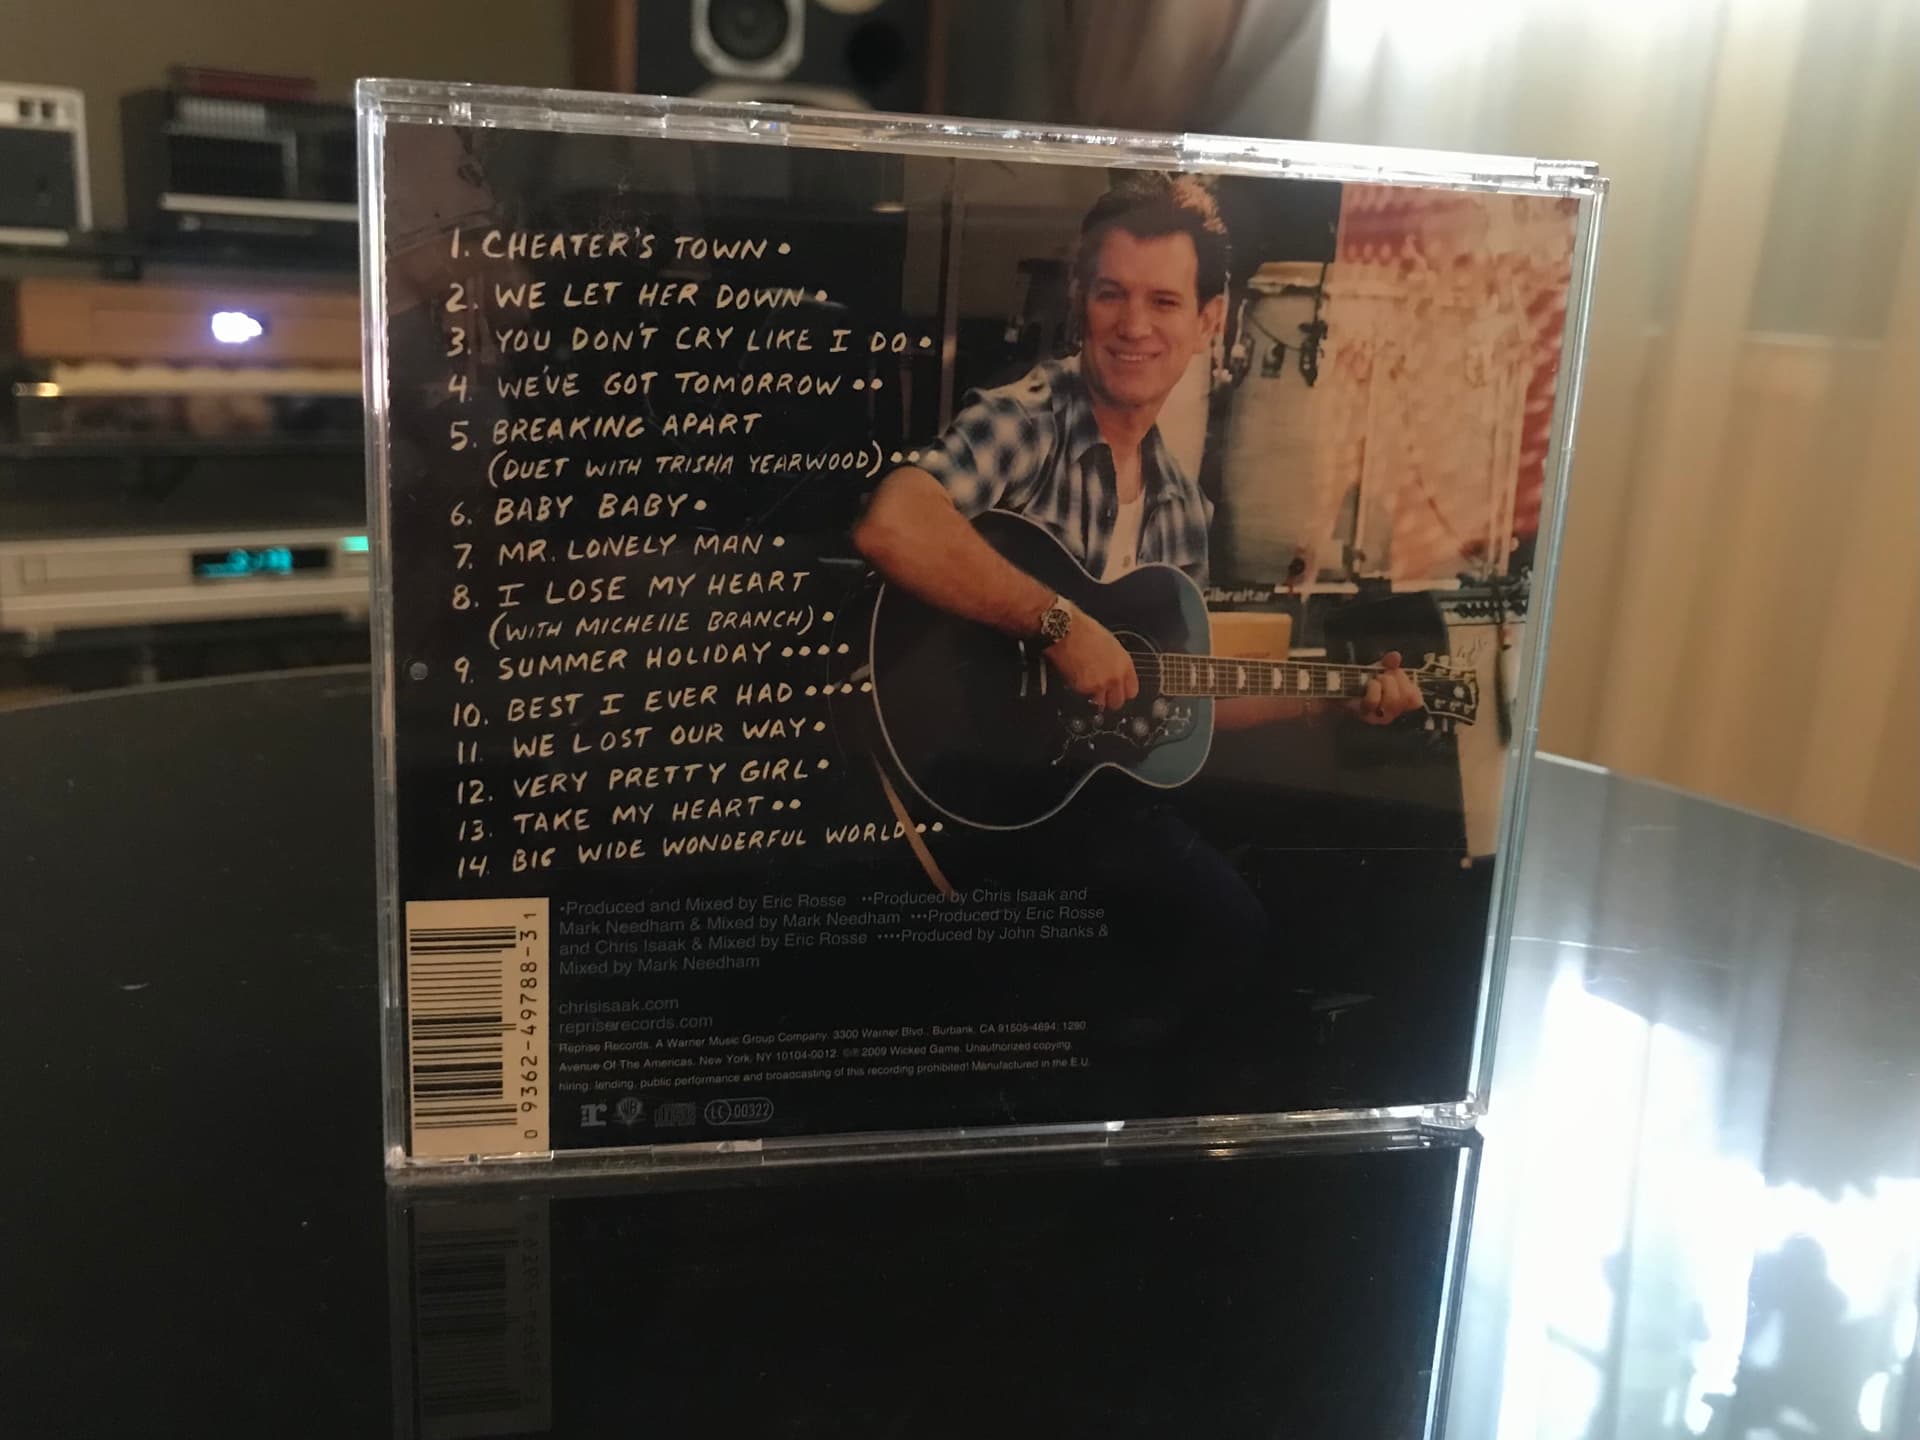 1. CHEATER'S TOWN •
2. WE LET HER DOWN •
3. YOU DON'T CRY LIKE I DO •
4. WE'VE GOT TOMORROW ••
5. BREAKING APART
(DUET WITH TRISHA YEARWOOD) •••
6. BABY BABY •
7. MR. LONELY MAN •
8. I LOSE MY HEART
(WITH MICHEllE BRANCH) •
9. SUMMER HOLIDAY ••••
10. BEST I EVER HAD ••••
11. WE LOST OUR WAY •
12. VERY PRETTY GIRL •
13. TAKE MY HEART ••
14. BIG WIDE WONDERFUL WORLD ••
•Produced and Mixed by Eric Rosse ••Produced by Chris Isaak and
Mark Needham & Mixed by Mark Needham •••Produced by Eric Rosse
and Chris Isaak & Mixed by Eric Rosse ••••Produced by John Shanks &
Mixed by Mark Needham
chrisisaak.com
repriserecords.com
Reprise Records. A Warner Music Group Company. 3300 Warner Blvd., Burbank, CA 91505-4694; 1290
Avenue Of The Americas, New York, NY 10104-0012. ©℗ 2009 Wicked Game. Unauthorized copying,
hiring, lending, public performance and broadcasting of this recording prohibited! Manufactured in the E.U.
r WB LC 00322
0 9362-49788-3 1
Gibraltar